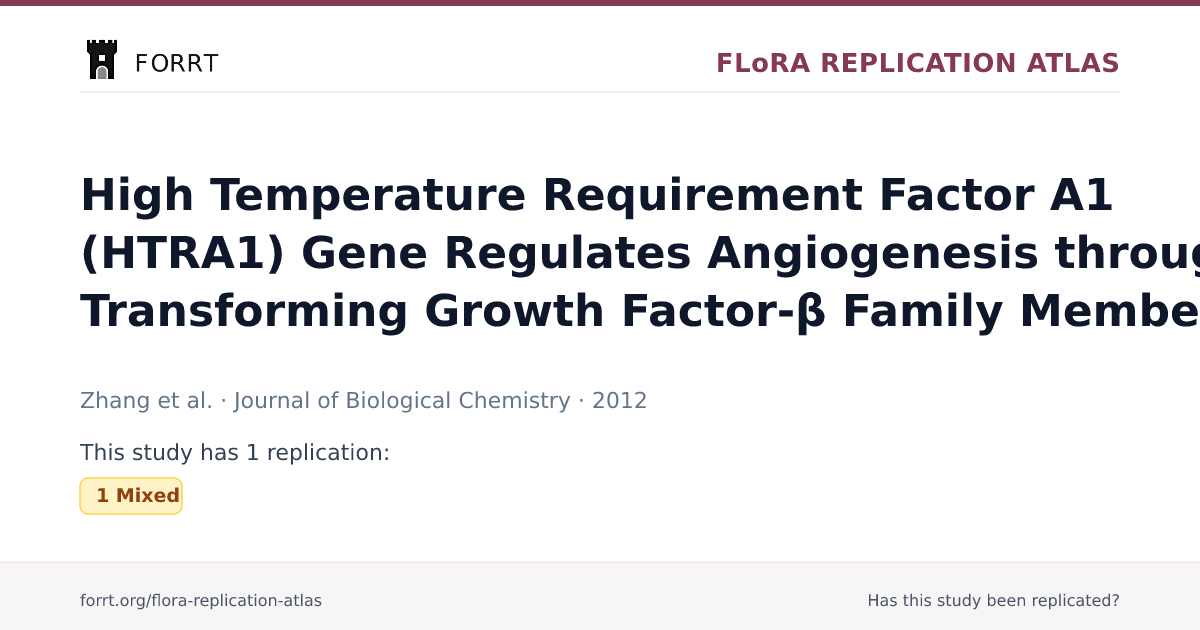 FORRT
FLoRA REPLICATION ATLAS
High Temperature Requirement Factor A1
(HTRA1) Gene Regulates Angiogenesis throug
Transforming Growth Factor-β Family Membe
Zhang et al. · Journal of Biological Chemistry · 2012
This study has 1 replication:
1 Mixed
forrt.org/flora-replication-atlas
Has this study been replicated?